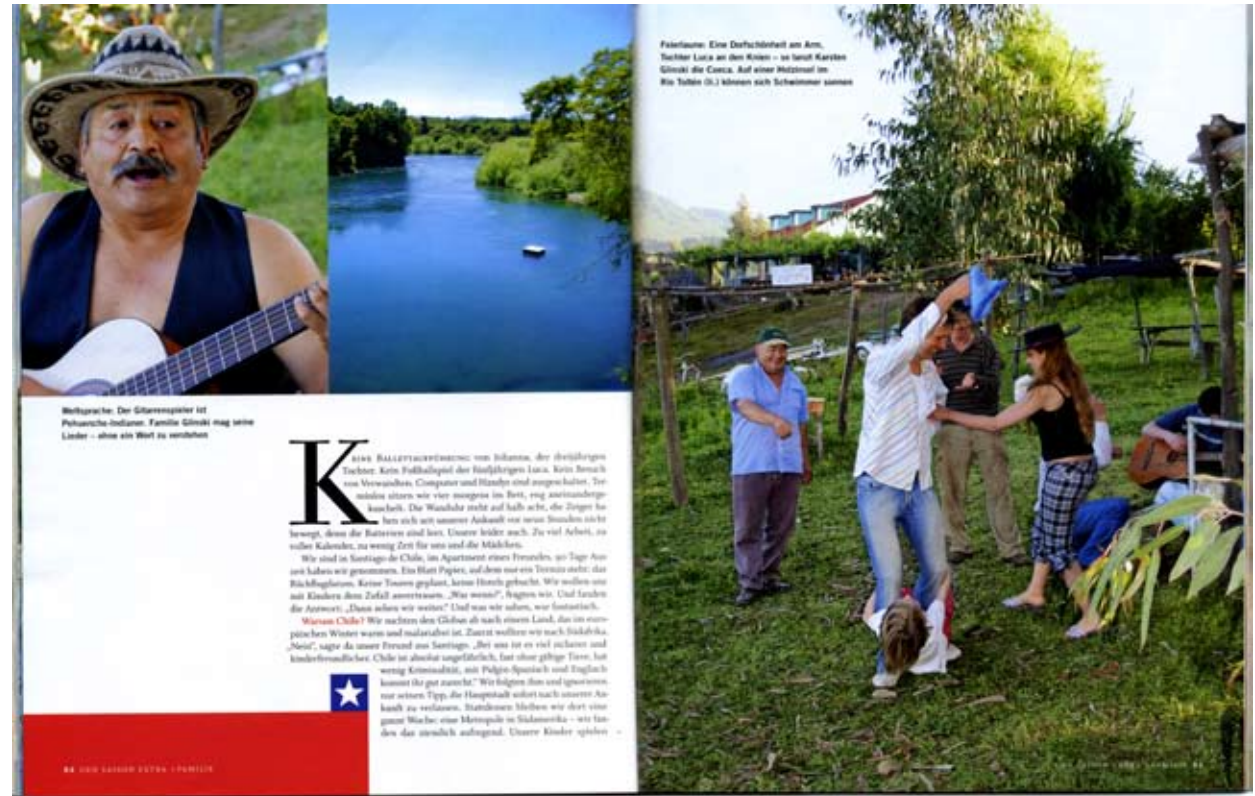 Feierlaune: Eine Dorfschönheit am Arm,
Tochter Luca an den Knien – so tanzt Karsten
Glinski die Cueca. Auf einer Holzinsel im
Río Toltén (li.) können sich Schwimmer sonnen
Weltsprache: Der Gitarrenspieler ist
Pehuenche-Indianer. Familie Glinski mag seine
Lieder – ohne ein Wort zu verstehen
KEINE BALLETTAUFFÜHRUNG von Johanna, der dreijährigen
Tochter. Kein Fußballspiel der fünfjährigen Luca. Kein Besuch
von Verwandten. Computer und Handys sind ausgeschaltet. Ter-
minlos sitzen wir vier morgens im Bett, eng aneinanderge-
kuschelt. Die Wanduhr steht auf halb acht, die Zeiger ha-
ben sich seit unserer Ankunft vor neun Stunden nicht
bewegt, denn die Batterien sind leer. Unsere leider auch. Zu viel Arbeit, zu
voller Kalender, zu wenig Zeit für uns und die Mädchen.
Wir sind in Santiago de Chile, im Apartment eines Freundes. Tage Aus-
zeit haben wir genommen. Ein Blatt Papier, auf dem nur ein Termin steht: das
Rückflugdatum. Keine Touren geplant, keine Hotels gebucht. Wir wollen uns
mit Kindern dem Zufall anvertrauen. „Was wenn?“, fragten wir. Und fanden
die Antwort: „Dann sehen wir weiter.“ Und was wir sahen, war fantastisch.
Warum Chile? Wir suchten den Globus ab nach einem Land, das im euro-
päischen Winter warm und malariafrei ist. Zuerst wollten wir nach Südafrika.
„Nein“, sagte da unser Freund aus Santiago. „Bei uns ist es viel sicherer und
kinderfreundlicher. Chile ist absolut ungefährlich, fast ohne giftige Tiere, hat
wenig Kriminalität, mit Pidgin-Spanisch und Englisch
kommt ihr gut zurecht.“ Wir folgten ihm und ignorieren
nur seinen Tipp, die Hauptstadt sofort nach unserer An-
kunft zu verlassen. Stattdessen bleiben wir dort eine
ganze Woche: eine Metropole in Südamerika – wir fan-
den das ziemlich aufregend. Unsere Kinder spielen
84 GEO SAISON EXTRA FAMILIE